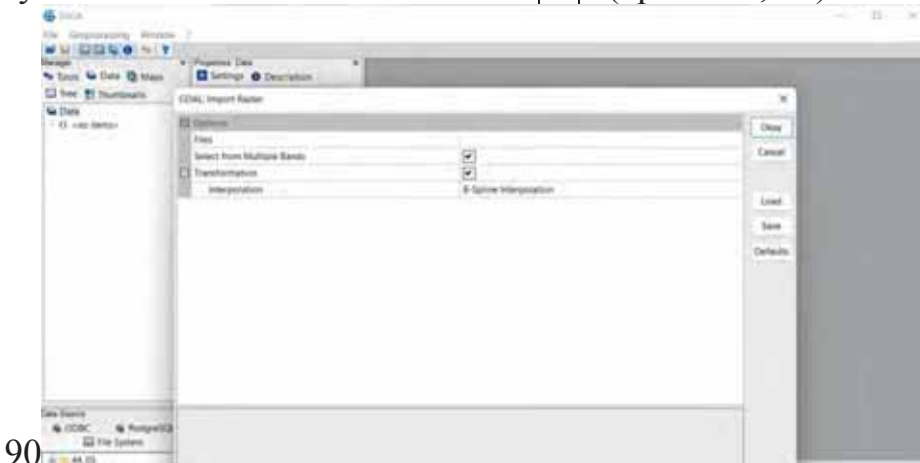 SAGA
File Geoprocessing Window ?
Manager
Properties: Data
Tools Data Maps
Settings Description
Tree Thumbnails
GDAL: Import Raster
Data
<no items>
Options
Okay
Files
Select from Multiple Bands
Cancel
Transformation
Interpolation B-Spline Interpolation
Load
Save
Defaults
Data Source
ODBC PostgreSQL
File System
90